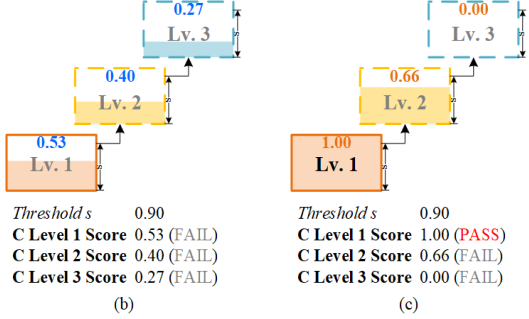 0.27
Lv. 3
s
0.40
Lv. 2
s
0.53
Lv. 1
s
Threshold s 0.90
C Level 1 Score 0.53 (FAIL)
C Level 2 Score 0.40 (FAIL)
C Level 3 Score 0.27 (FAIL)
(b)
0.00
Lv. 3
s
0.66
Lv. 2
s
1.00
Lv. 1
s
0.90
C Level 1 Score 1.00 (PASS)
C Level 2 Score 0.66 (FAIL)
C Level 3 Score 0.00 (FAIL)
(c)